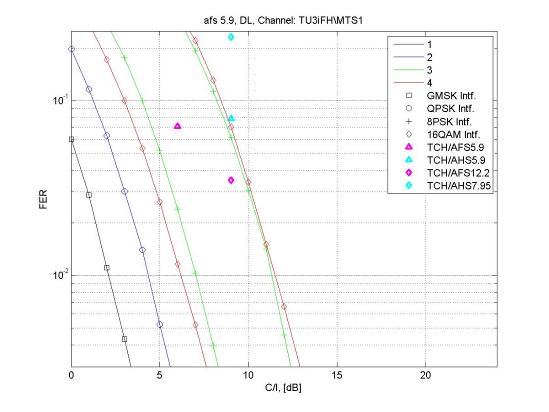 afs 5.9, DL, Channel: TU3iFH\MTS1
1
2
3
4
GMSK Intf.
QPSK Intf.
8PSK Intf.
16QAM Intf.
TCH/AFS5.9
TCH/AHS5.9
TCH/AFS12.2
TCH/AHS7.95
FER
10^-1
10^-2
0 5 10 15 20
C/I, [dB]